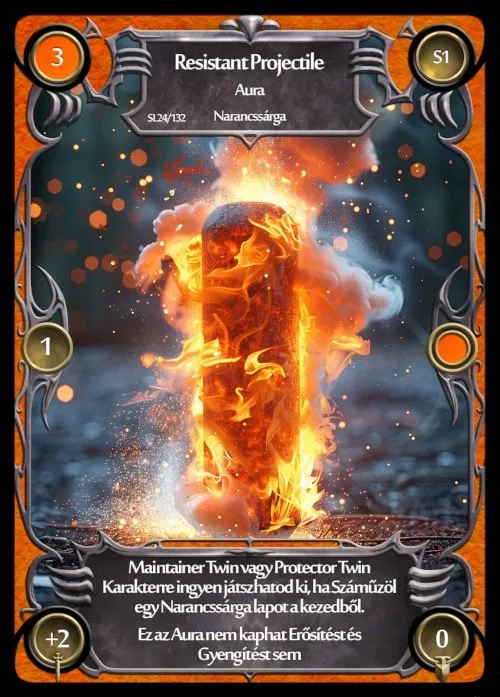 3
Resistant Projectile
S1
Aura
SL24/132 Narancssárga
1
Maintainer Twin vagy Protector Twin
Karakterre ingyen játszhatod ki, ha Száműzöl
egy Narancssárga lapot a kezedből.
Ez az Aura nem kaphat Erősítést és
Gyengítést sem
+2
0